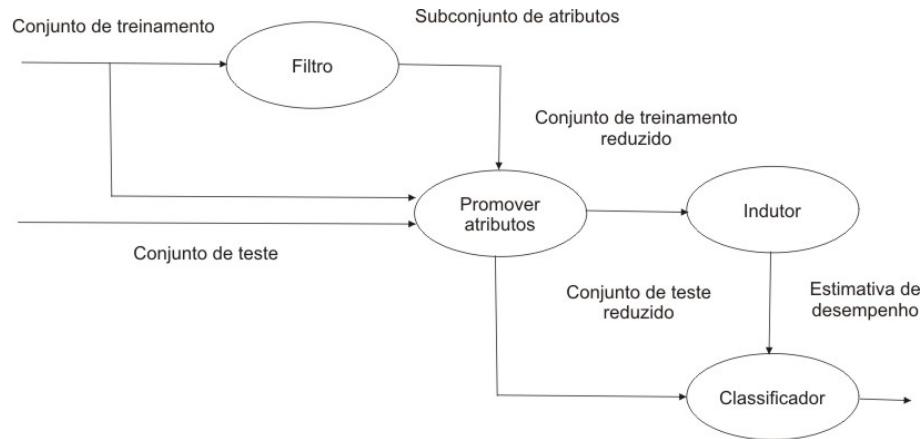 Conjunto de treinamento
Subconjunto de atributos
Filtro
Conjunto de treinamento
reduzido
Promover
atributos
Indutor
Conjunto de teste
Conjunto de teste
reduzido
Estimativa de
desempenho
Classificador